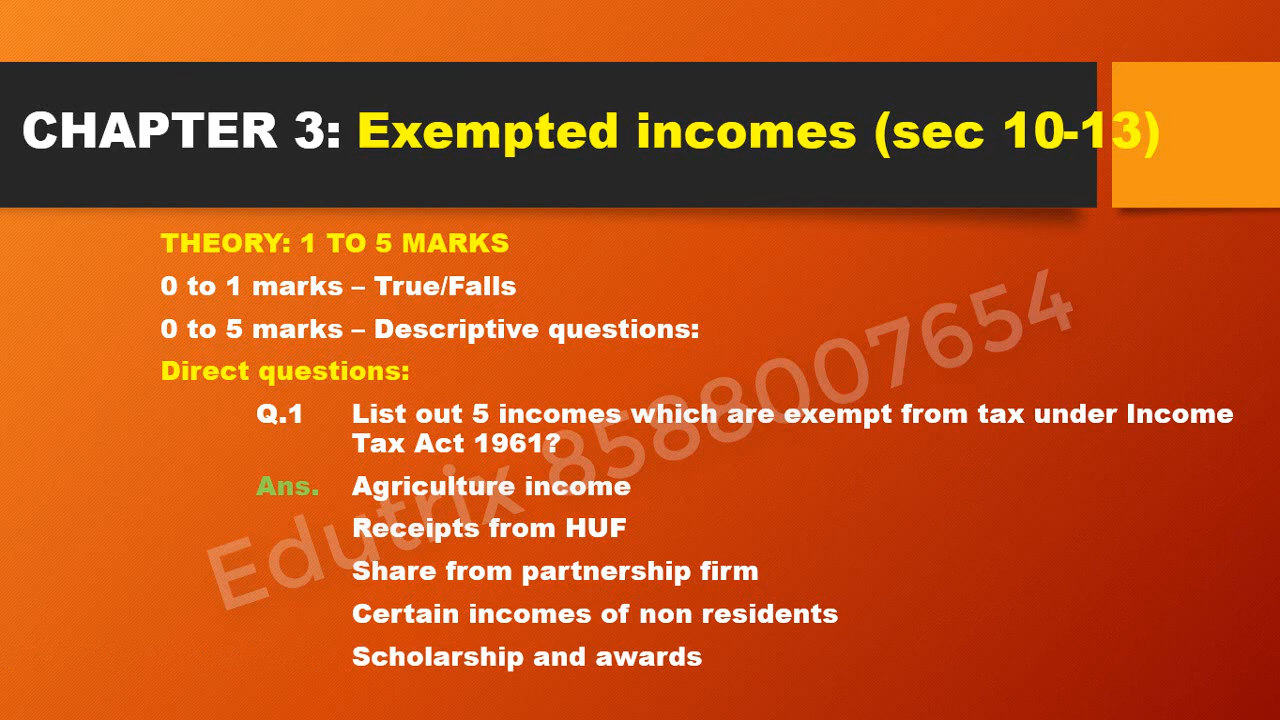 CHAPTER 3: Exempted incomes (sec 10-13)
THEORY: 1 TO 5 MARKS
0 to 1 marks – True/Falls
0 to 5 marks – Descriptive questions:
Direct questions:
Q.1 List out 5 incomes which are exempt from tax under Income
Tax Act 1961?
Ans. Agriculture income
Receipts from HUF
Share from partnership firm
Certain incomes of non residents
Scholarship and awards
Edutrix 8588007654